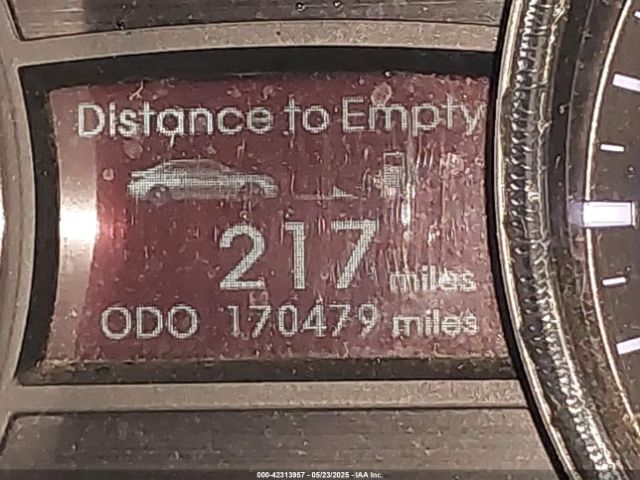 Distance to Empty
217 miles
ODO 170479 miles
000-42313957 - 05/23/2025 - IAA Inc.